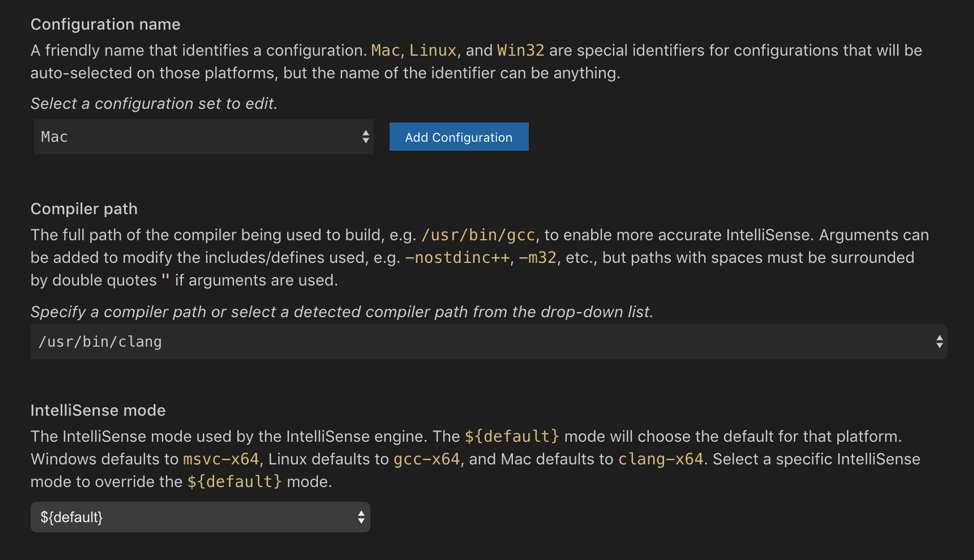 Configuration name
A friendly name that identifies a configuration. Mac, Linux, and Win32 are special identifiers for configurations that will be
auto-selected on those platforms, but the name of the identifier can be anything.
Select a configuration set to edit.
Mac
Add Configuration
Compiler path
The full path of the compiler being used to build, e.g. /usr/bin/gcc, to enable more accurate IntelliSense. Arguments can
be added to modify the includes/defines used, e.g. -nostdinc++, -m32, etc., but paths with spaces must be surrounded
by double quotes " if arguments are used.
Specify a compiler path or select a detected compiler path from the drop-down list.
/usr/bin/clang
IntelliSense mode
The IntelliSense mode used by the IntelliSense engine. The ${default} mode will choose the default for that platform.
Windows defaults to msvc-x64, Linux defaults to gcc-x64, and Mac defaults to clang-x64. Select a specific IntelliSense
mode to override the ${default} mode.
${default}